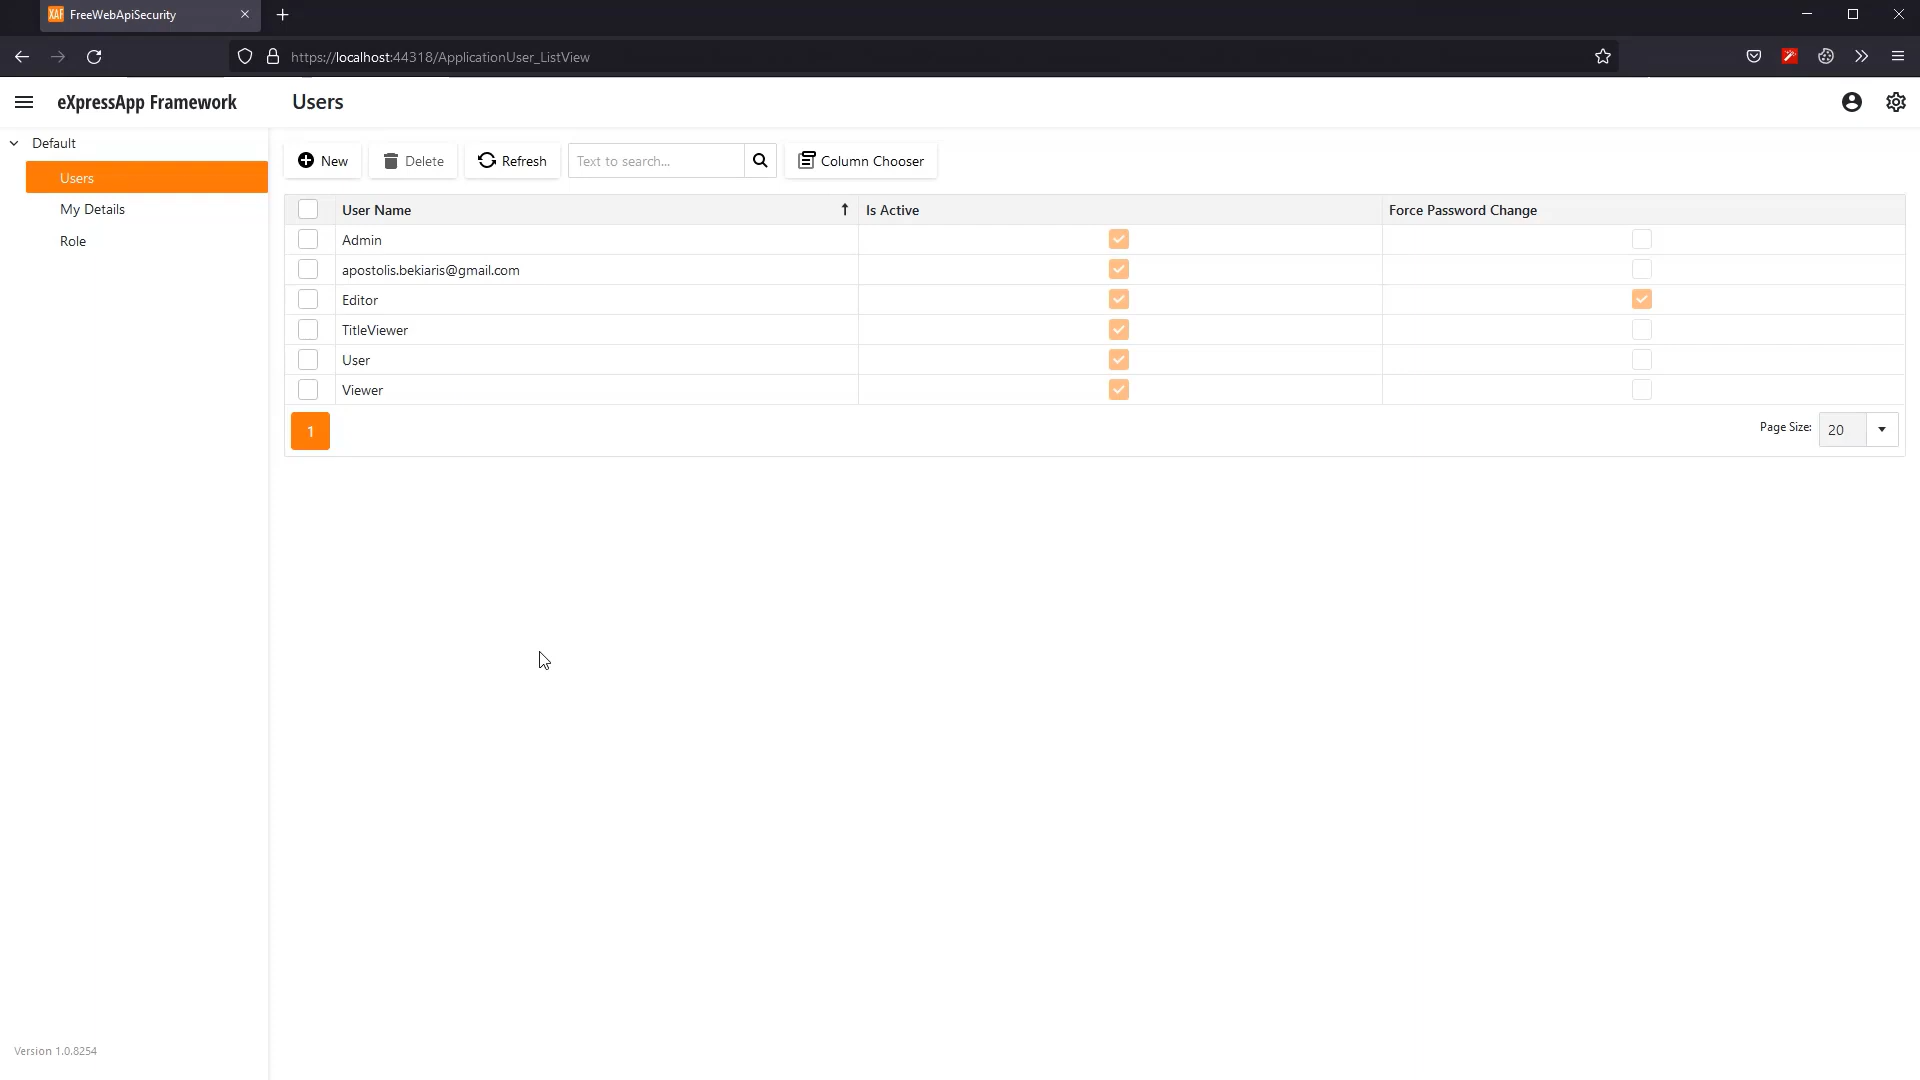 XAF FreeWebApiSecurity
https://localhost:44318/ApplicationUser_ListView
eXpressApp Framework
Users
Default
Users
My Details
Role
New Delete Refresh Text to search... Column Chooser
User Name Is Active Force Password Change
Admin
apostolis.bekiaris@gmail.com
Editor
TitleViewer
User
Viewer
1
Page Size: 20
Version 1.0.8254